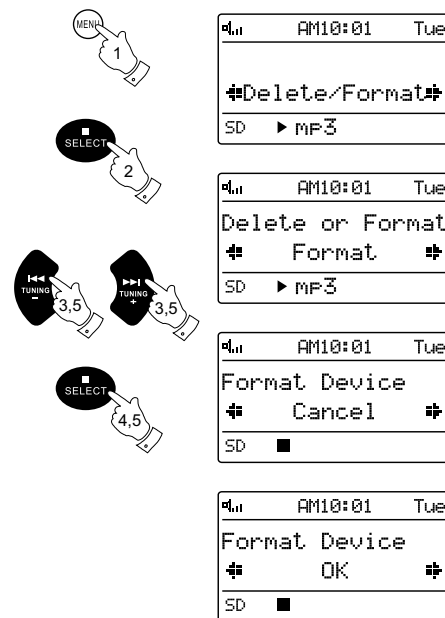 MENU
1
AM10:01 Tue
Delete/Format
SD ▶ mp3
SELECT
2
AM10:01 Tue
Delete or Format
Format
SD ▶ mp3
TUNING
−
3,5
TUNING
+
3,5
AM10:01 Tue
Format Device
Cancel
SD ■
SELECT
4,5
AM10:01 Tue
Format Device
OK
SD ■